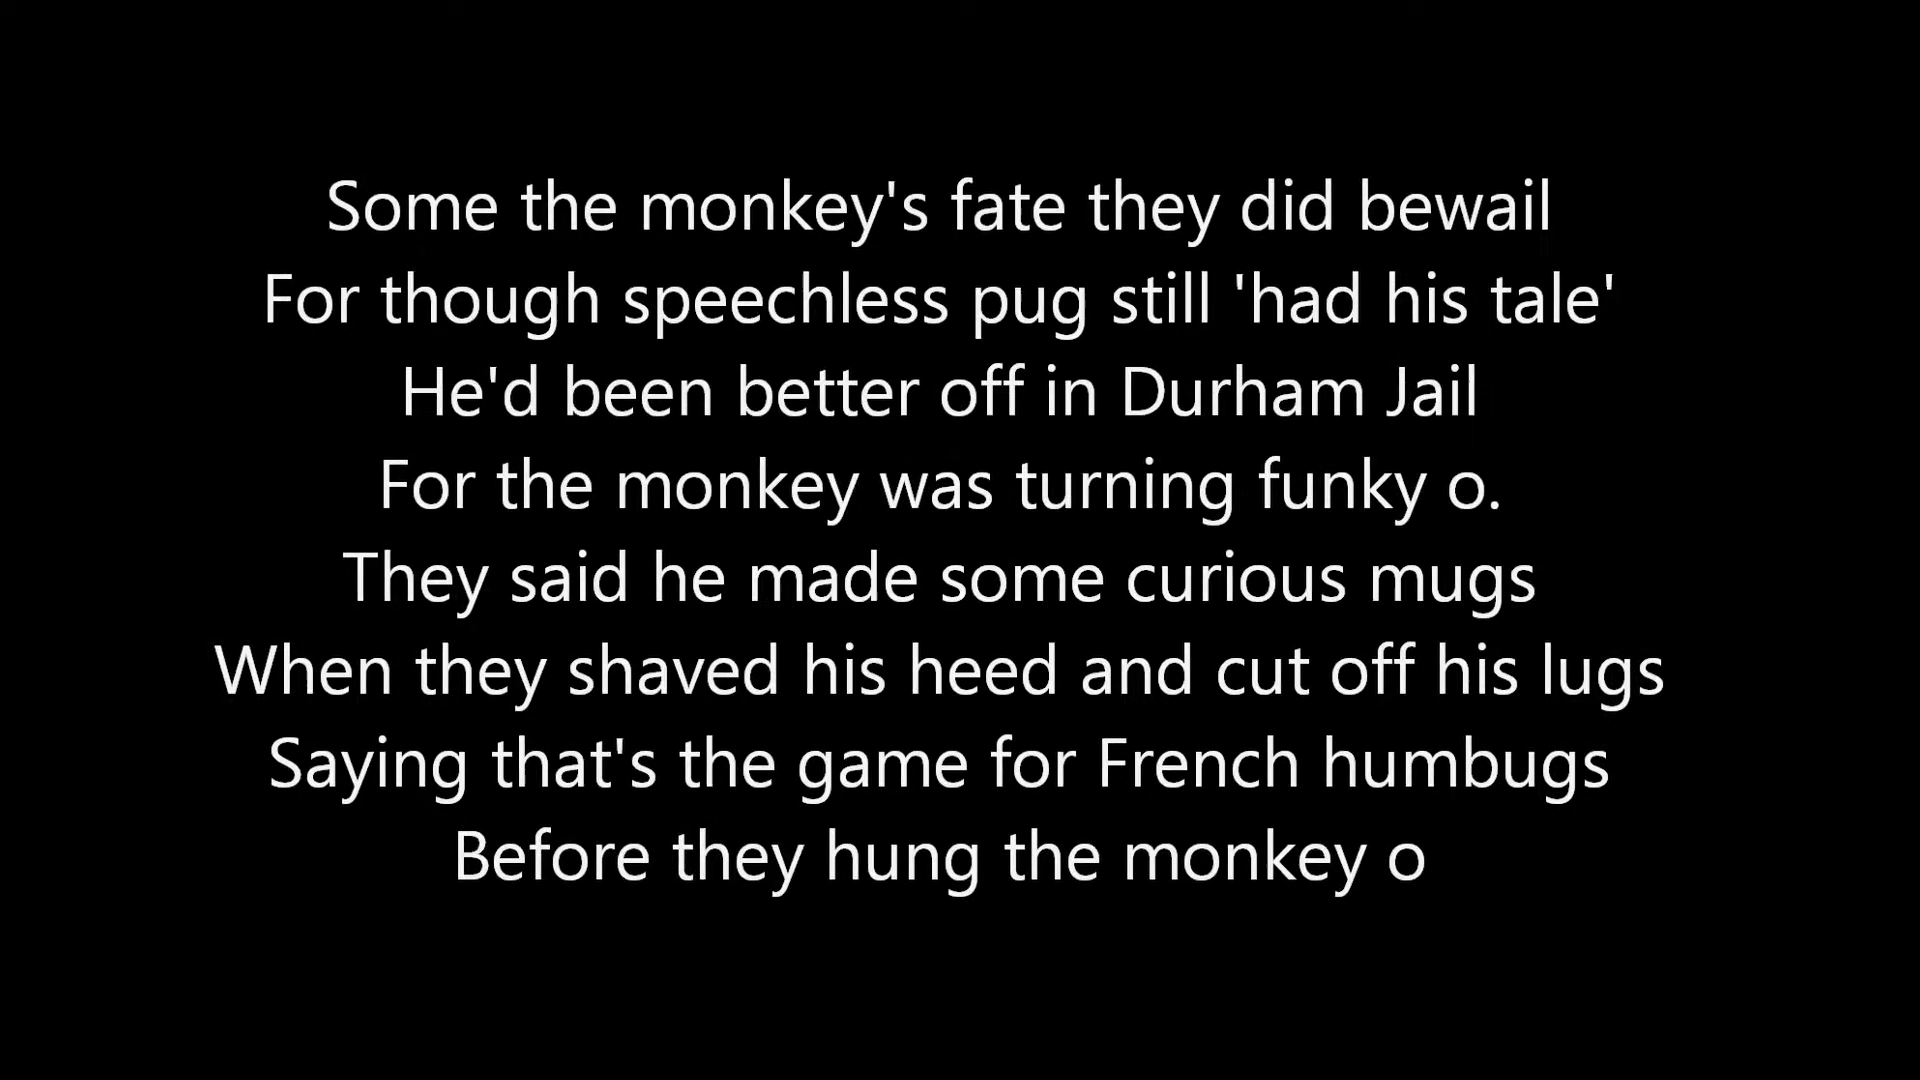 Some the monkey's fate they did bewail
For though speechless pug still 'had his tale'
He'd been better off in Durham Jail
For the monkey was turning funky o.
They said he made some curious mugs
When they shaved his heed and cut off his lugs
Saying that's the game for French humbugs
Before they hung the monkey o